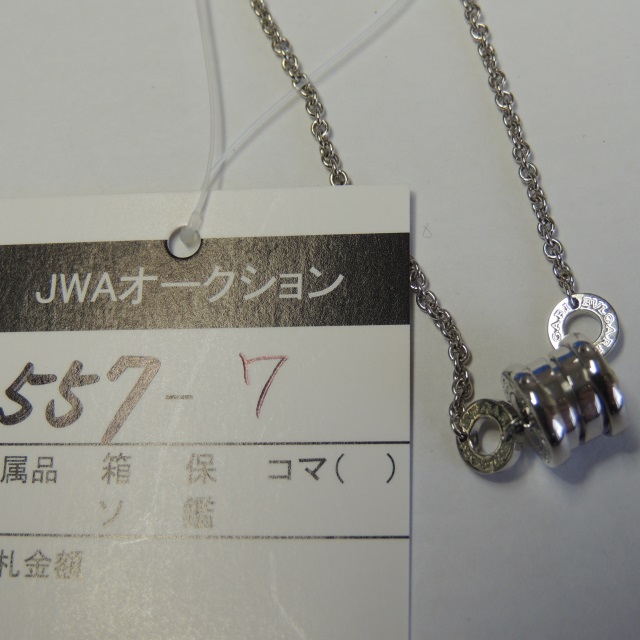 JWAオークション
557-7
属品 箱 保 コマ( )
ソ 鑑
札金額
BVLGARI